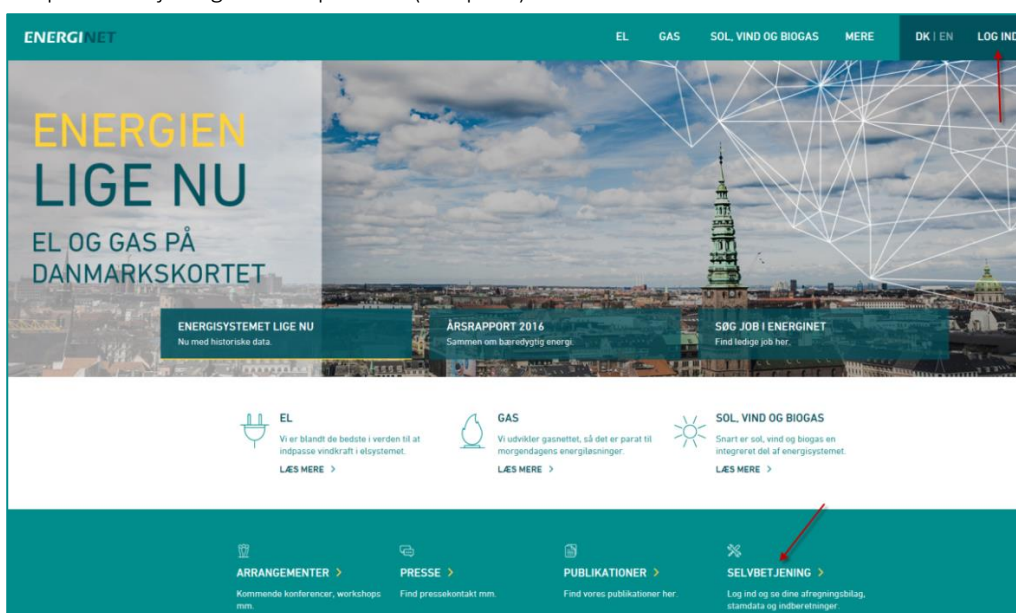 ENERGINET
EL GAS SOL, VIND OG BIOGAS MERE DK | EN LOG IND
ENERGIEN
LIGE NU
EL OG GAS PÅ
DANMARKSKORTET
ENERGISYSTEMET LIGE NU
Nu med historiske data.
ÅRSRAPPORT 2016
Sammen om bæredygtig energi.
SØG JOB I ENERGINET
Find ledige job her.
EL
Vi er blandt de bedste i verden til at
indpasse vindkraft i elsystemet.
LÆS MERE >
GAS
Vi udvikler gasnettet, så det er parat til
morgendagens energiløsninger.
LÆS MERE >
SOL, VIND OG BIOGAS
Snart er sol, vind og biogas en
integreret del af energisystemet.
LÆS MERE >
ARRANGEMENTER >
Kommende konferencer, workshops
mm.
PRESSE >
Find pressekontakt mm.
PUBLIKATIONER >
Find vores publikationer her.
SELVBETJENING >
Log ind og se dine afregningsbilag,
stamdata og indberetninger